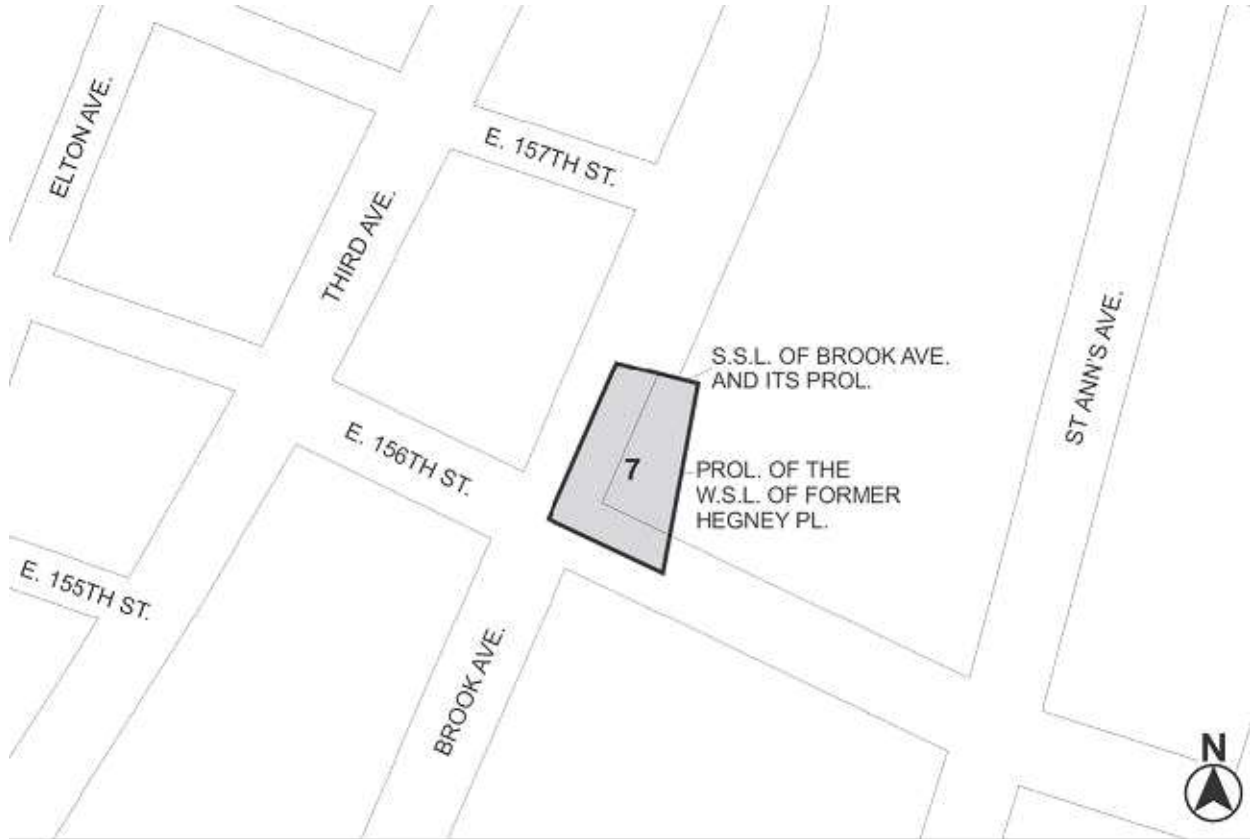 ELTON AVE.
E. 157TH ST.
THIRD AVE.
ST ANN'S AVE.
S.S.L. OF BROOK AVE.
AND ITS PROL.
E. 156TH ST.
7
PROL. OF THE
W.S.L. OF FORMER
HEGNEY PL.
E. 155TH ST.
BROOK AVE.
N